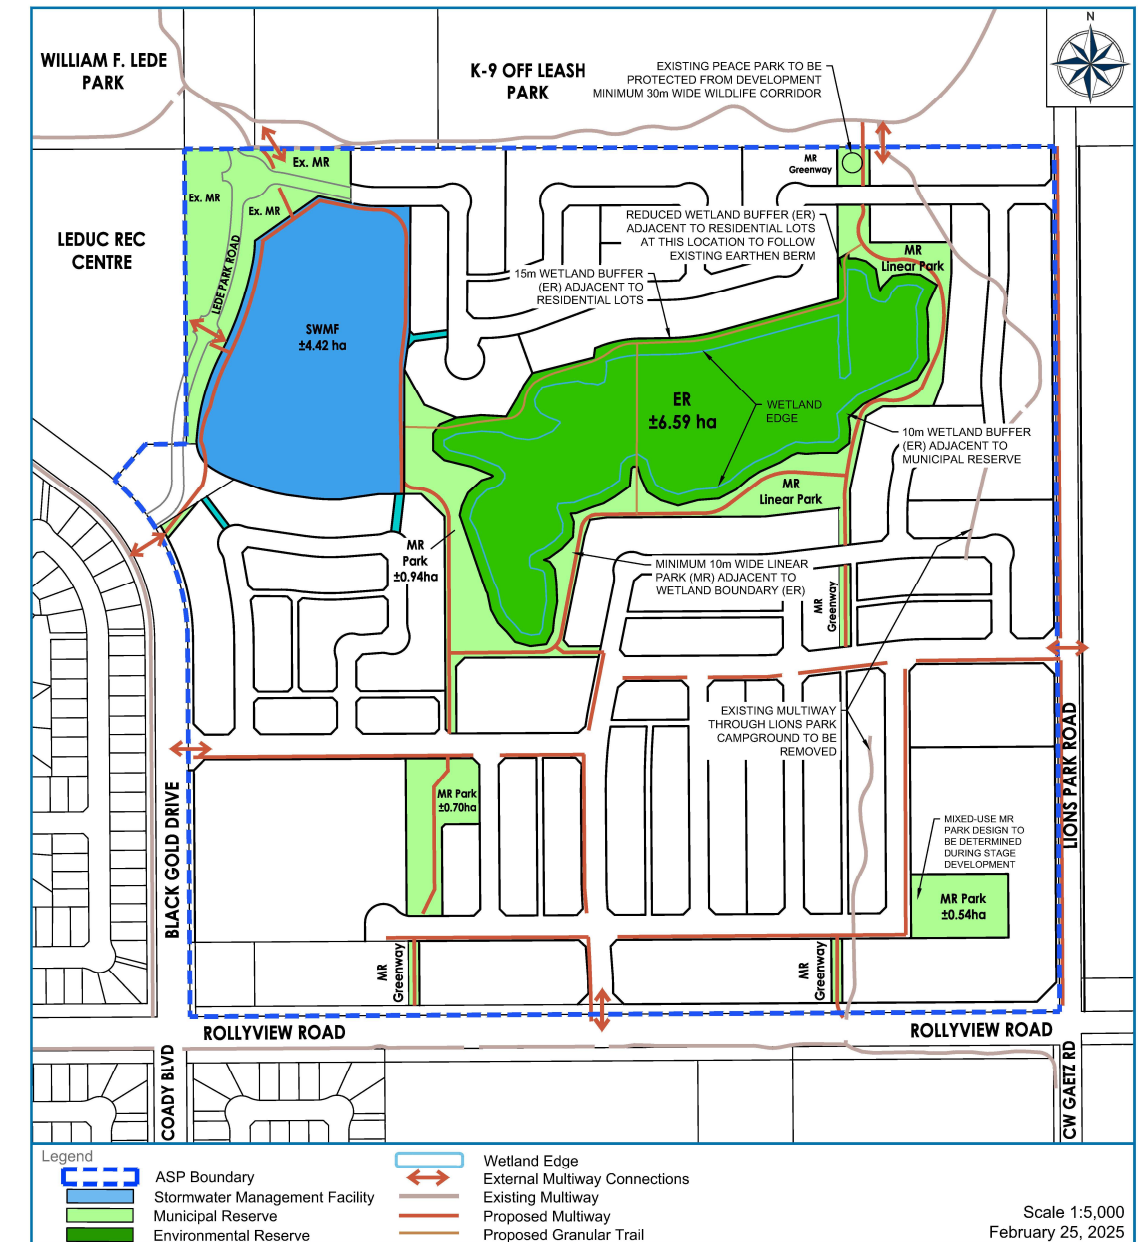 N
WILLIAM F. LEDE
PARK
K-9 OFF LEASH
PARK
EXISTING PEACE PARK TO BE
PROTECTED FROM DEVELOPMENT
MINIMUM 30m WIDE WILDLIFE CORRIDOR
Ex. MR
MR
Greenway
Ex. MR
Ex. MR
LEDUC REC
CENTRE
LEDE PARK ROAD
REDUCED WETLAND BUFFER (ER)
ADJACENT TO RESIDENTIAL LOTS
AT THIS LOCATION TO FOLLOW
EXISTING EARTHEN BERM
MR
Linear Park
15m WETLAND BUFFER
(ER) ADJACENT TO
RESIDENTIAL LOTS
SWMF
±4.42 ha
ER
±6.59 ha
WETLAND
EDGE
10m WETLAND BUFFER
(ER) ADJACENT TO
MUNICIPAL RESERVE
MR
Linear Park
MR
Park
±0.94ha
MINIMUM 10m WIDE LINEAR
PARK (MR) ADJACENT TO
WETLAND BOUNDARY (ER)
MR
Greenway
EXISTING MULTIWAY
THROUGH LIONS PARK
CAMPGROUND TO BE
REMOVED
LIONS PARK ROAD
BLACK GOLD DRIVE
MR Park
±0.70ha
MIXED-USE MR
PARK DESIGN TO
BE DETERMINED
DURING STAGE
DEVELOPMENT
MR Park
±0.54ha
MR
Greenway
MR
Greenway
ROLLYVIEW ROAD
ROLLYVIEW ROAD
COADY BLVD
CW GAETZ RD
Legend
ASP Boundary
Stormwater Management Facility
Municipal Reserve
Environmental Reserve
Wetland Edge
External Multiway Connections
Existing Multiway
Proposed Multiway
Proposed Granular Trail
Scale 1:5,000
February 25, 2025